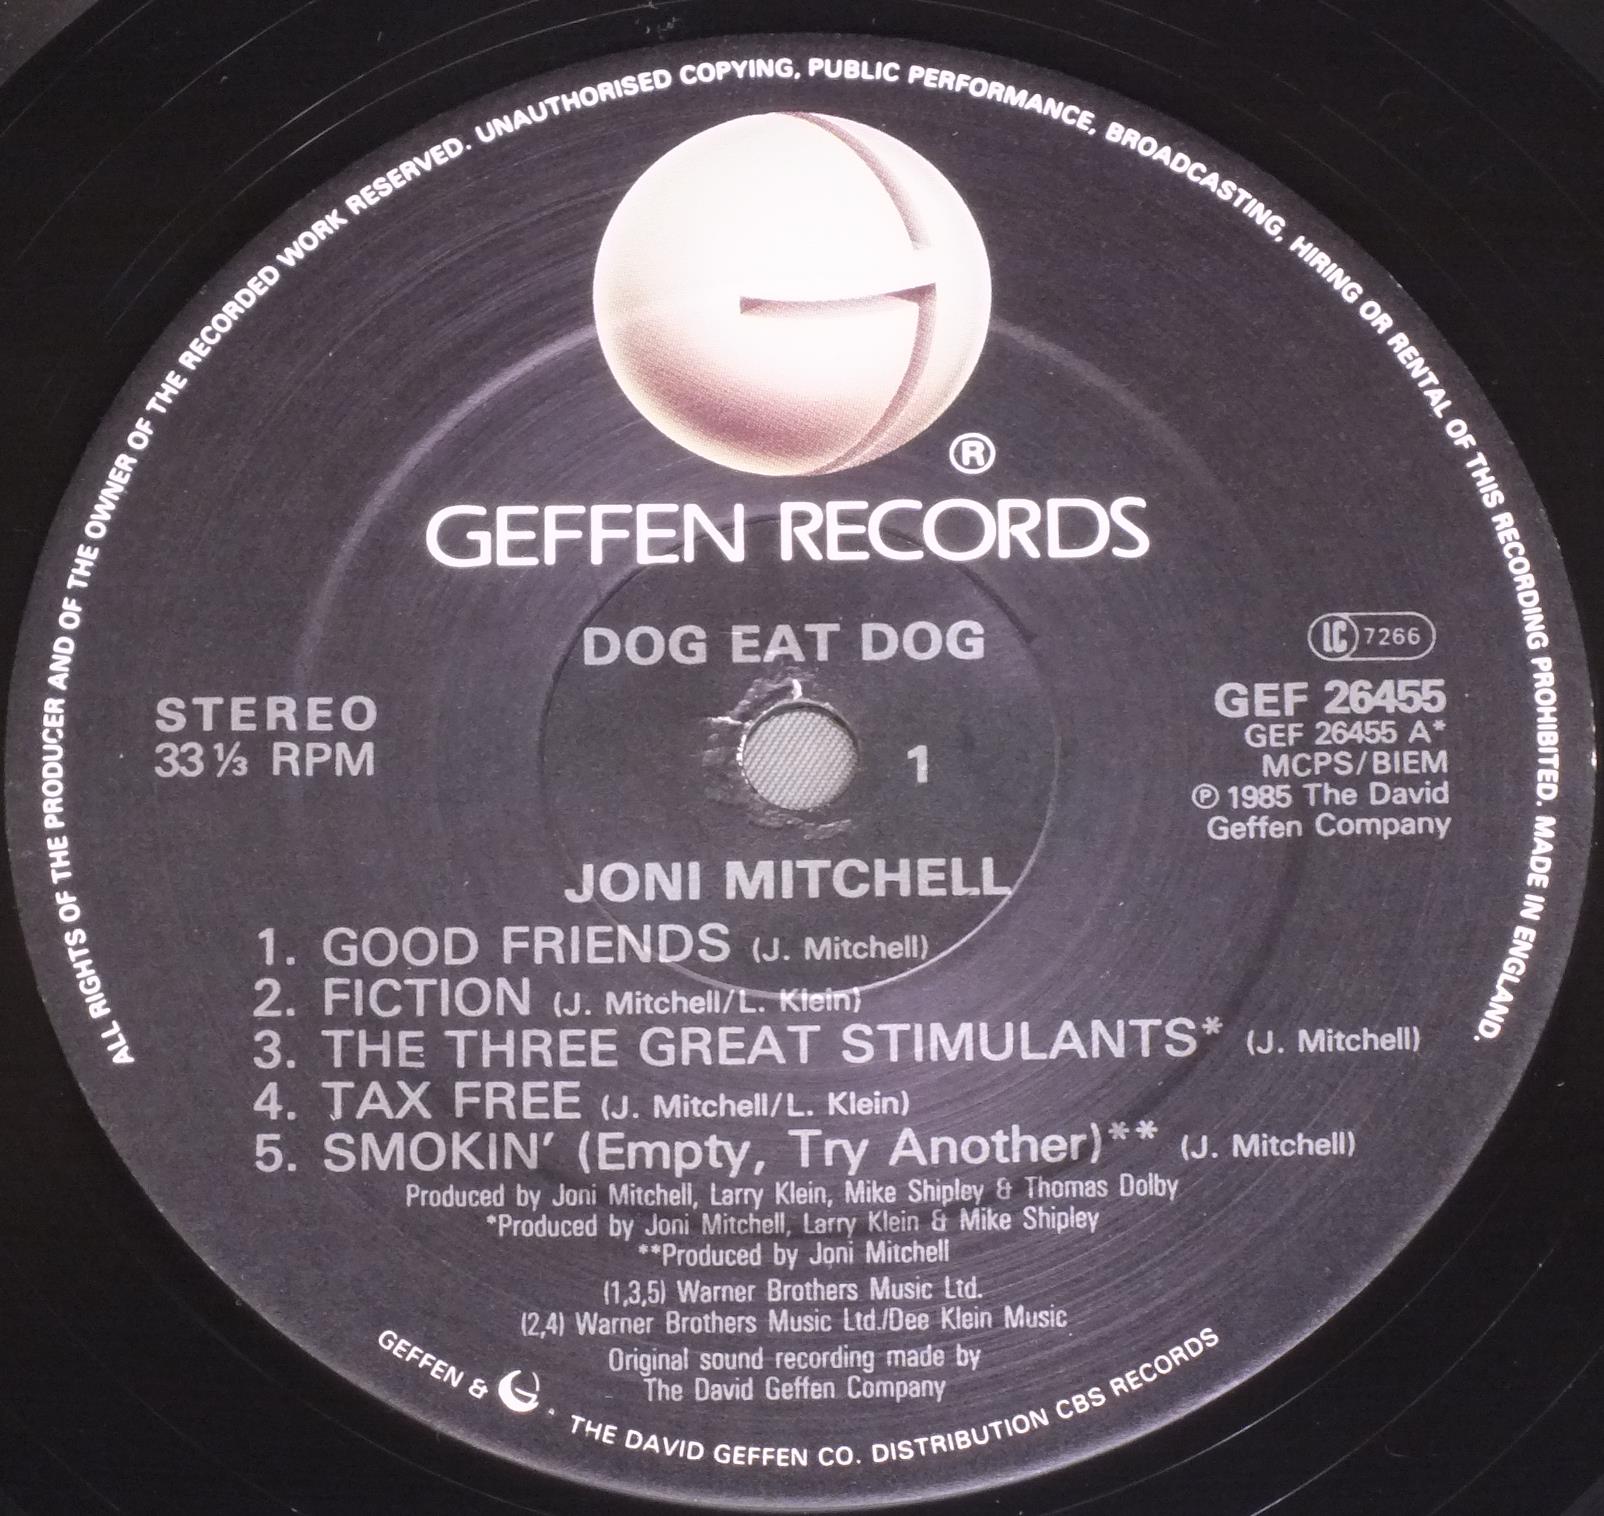 ALL RIGHTS OF THE PRODUCER AND OF THE OWNER OF THE RECORDED WORK RESERVED. UNAUTHORISED COPYING, PUBLIC PERFORMANCE, BROADCASTING, HIRING OR RENTAL OF THIS RECORDING PROHIBITED. MADE IN ENGLAND.
®
GEFFEN RECORDS
DOG EAT DOG
STEREO
33⅓ RPM
1
LC 7266
GEF 26455
GEF 26455 A*
MCPS/BIEM
℗ 1985 The David
Geffen Company
JONI MITCHELL
1. GOOD FRIENDS (J. Mitchell)
2. FICTION (J. Mitchell/L. Klein)
3. THE THREE GREAT STIMULANTS* (J. Mitchell)
4. TAX FREE (J. Mitchell/L. Klein)
5. SMOKIN' (Empty, Try Another)** (J. Mitchell)
Produced by Joni Mitchell, Larry Klein, Mike Shipley & Thomas Dolby
*Produced by Joni Mitchell, Larry Klein & Mike Shipley
**Produced by Joni Mitchell
(1,3,5) Warner Brothers Music Ltd.
(2,4) Warner Brothers Music Ltd./Dee Klein Music
Original sound recording made by
The David Geffen Company
GEFFEN & G. THE DAVID GEFFEN CO. DISTRIBUTION CBS RECORDS